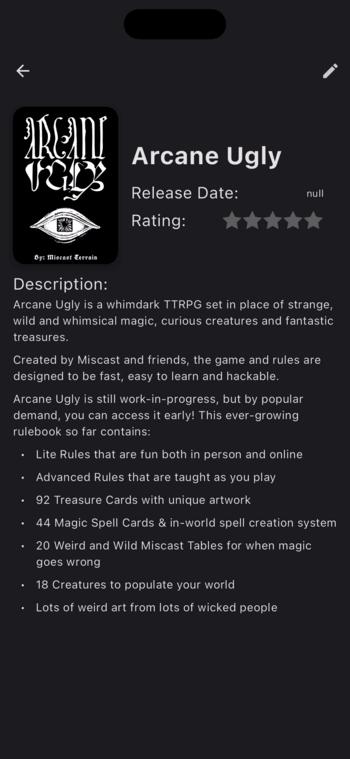 ARCANE
UGLY
By: Miscast Terrain
Arcane Ugly
Release Date: null
Rating:
Description:
Arcane Ugly is a whimdark TTRPG set in place of strange,
wild and whimsical magic, curious creatures and fantastic
treasures.
Created by Miscast and friends, the game and rules are
designed to be fast, easy to learn and hackable.
Arcane Ugly is still work-in-progress, but by popular
demand, you can access it early! This ever-growing
rulebook so far contains:
• Lite Rules that are fun both in person and online
• Advanced Rules that are taught as you play
• 92 Treasure Cards with unique artwork
• 44 Magic Spell Cards & in-world spell creation system
• 20 Weird and Wild Miscast Tables for when magic
goes wrong
• 18 Creatures to populate your world
• Lots of weird art from lots of wicked people